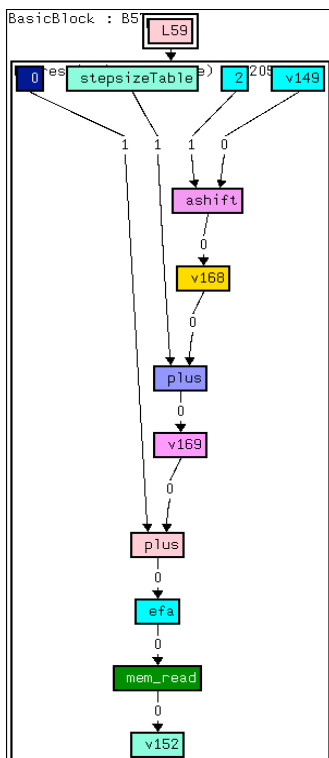 BasicBlock : B5
L59
0 stepsizeTable 2 v149
1 1 1 0
ashift
0
v168
0
plus
0
v169
0
plus
0
efa
0
mem_read
0
v152